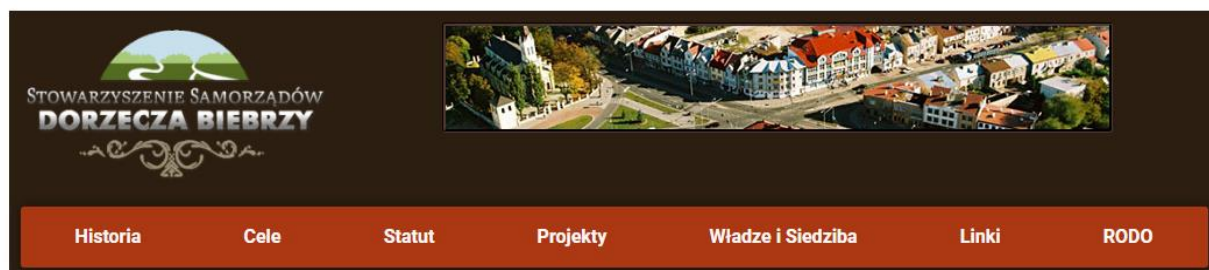 STOWARZYSZENIE SAMORZĄDÓW
DORZECZA BIEBRZY
Historia Cele Statut Projekty Władze i Siedziba Linki RODO